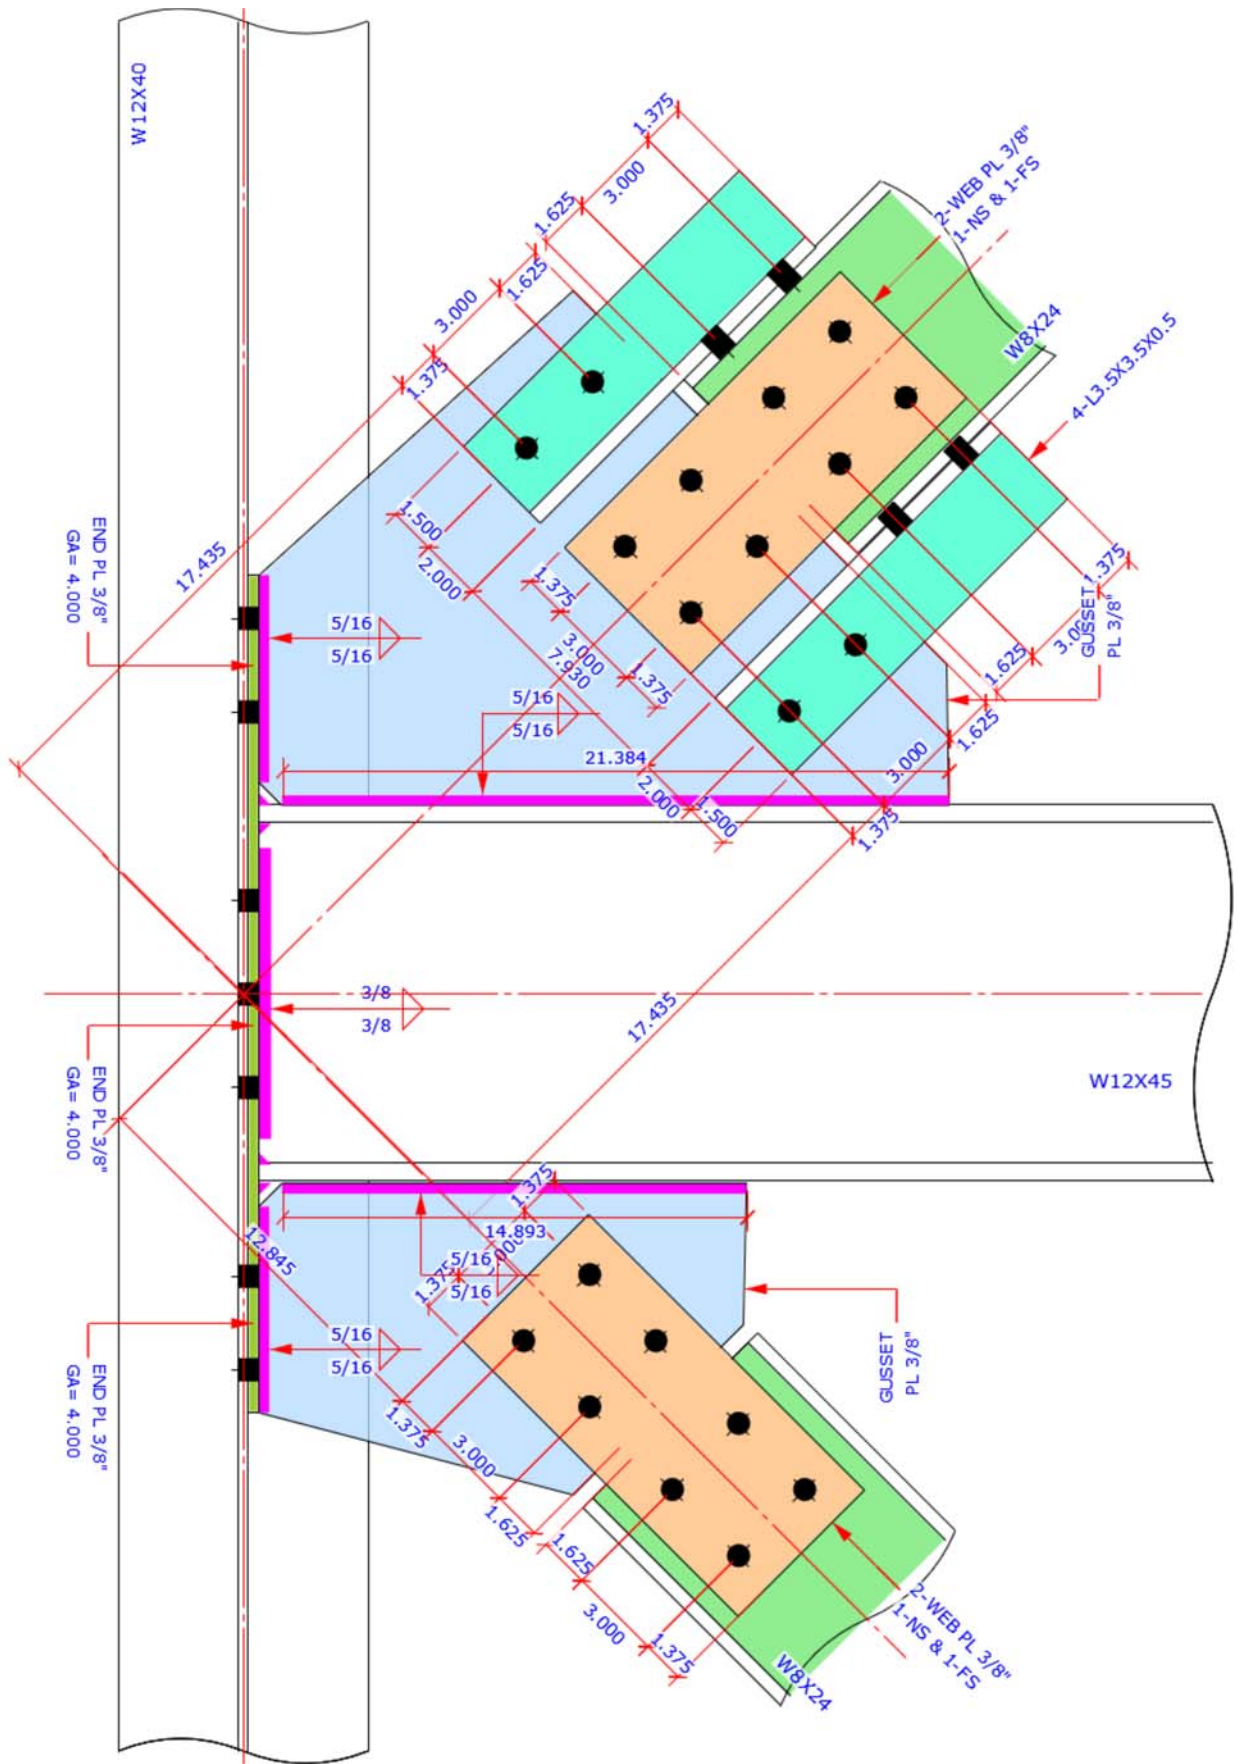 W12X40
1.375
3.000
1.625
1.625
3.000
1.375
2-WEB PL 3/8"
1-NS & 1-FS
W8X24
4-L3.5X3.5X0.5
END PL 3/8"
GA= 4.000
17.435
1.500
2.000
1.375
3.000
7.930
1.375
5/16
5/16
5/16
5/16
21.384
2.000
1.500
1.375
3.000
1.625
1.625
1.375
GUSSET
PL 3/8"
3/8
3/8
17.435
END PL 3/8"
GA= 4.000
W12X45
12.845
1.375
14.893
1.375
5/16
5/16
5/16
5/16
END PL 3/8"
GA= 4.000
GUSSET
PL 3/8"
1.375
3.000
1.625
1.625
3.000
1.375
2-WEB PL 3/8"
1-NS & 1-FS
W8X24